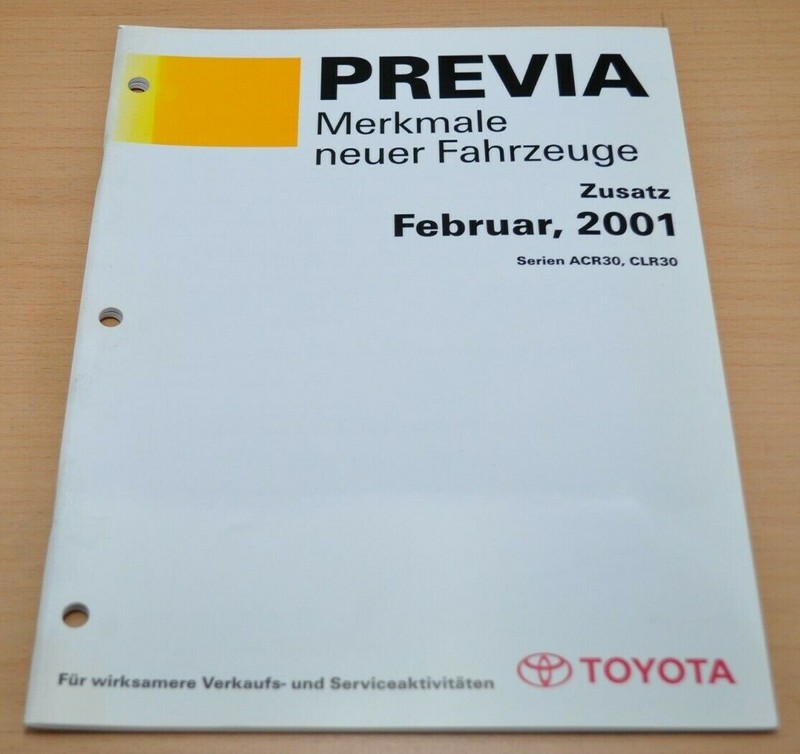 PREVIA
Merkmale
neuer Fahrzeuge
Zusatz
Februar, 2001
Serien ACR30, CLR30
Für wirksamere Verkaufs- und Serviceaktivitäten
TOYOTA